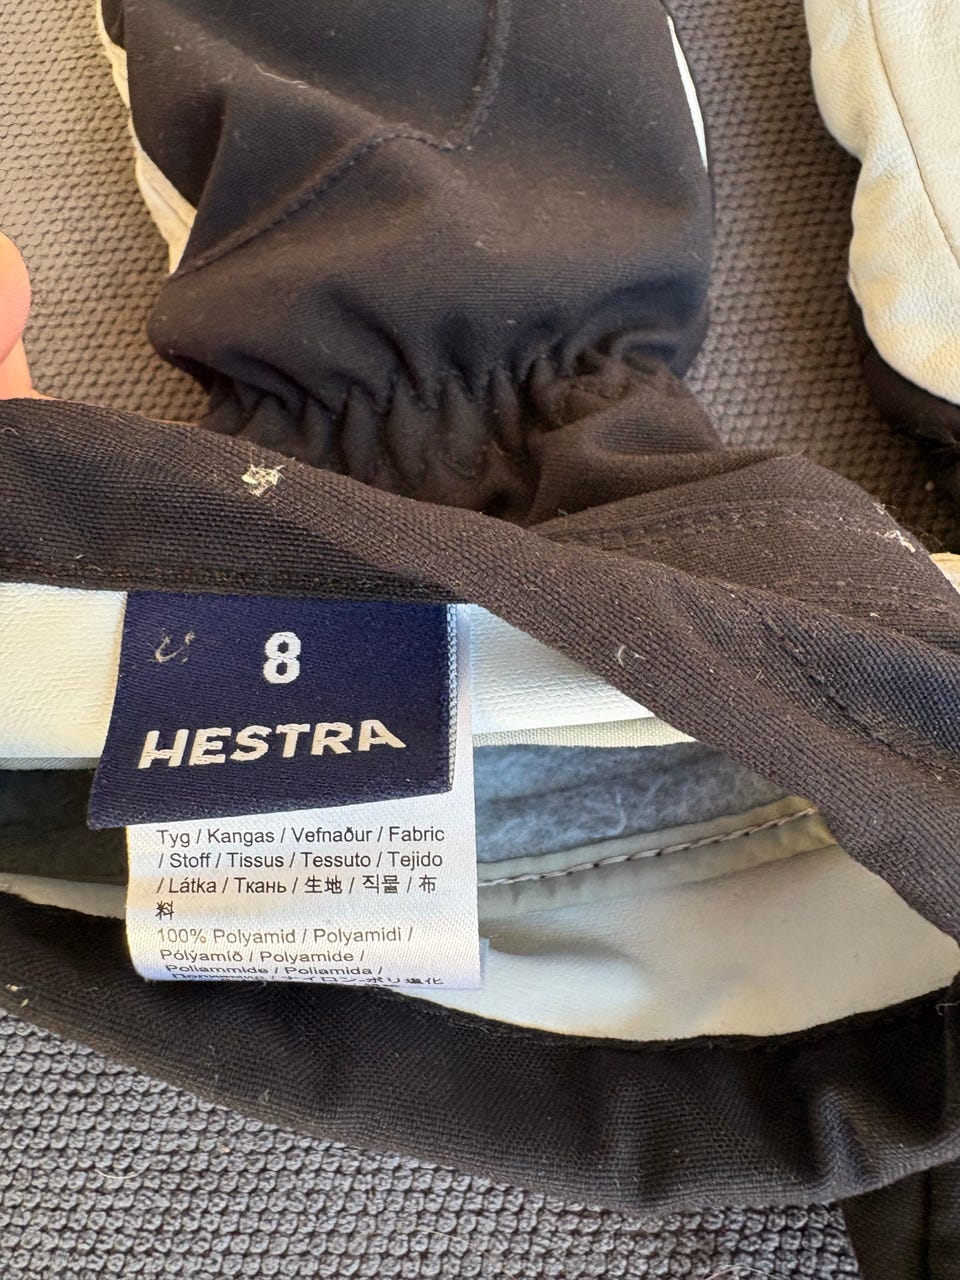 8
HESTRA
Tyg / Kangas / Vefnaður / Fabric
/ Stoff / Tissus / Tessuto / Tejido
/ Látka / Ткань / 生地 / 직물 / 布
料
100% Polyamid / Polyamidi /
Pólýamíð / Polyamide /
Poliammide / Poliamida /